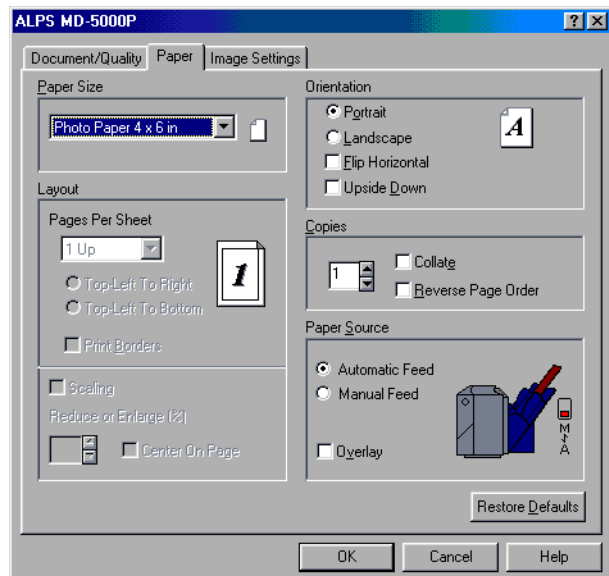 ALPS MD-5000P
Document/Quality Paper Image Settings
Paper Size
Photo Paper 4 x 6 in
Layout
Pages Per Sheet
1 Up
1
Top-Left To Right
Top-Left To Bottom
Print Borders
Scaling
Reduce or Enlarge (%)
Center On Page
Orientation
Portrait
Landscape
Flip Horizontal
Upside Down
A
Copies
1
Collate
Reverse Page Order
Paper Source
Automatic Feed
Manual Feed
Overlay
M
A
Restore Defaults
OK Cancel Help